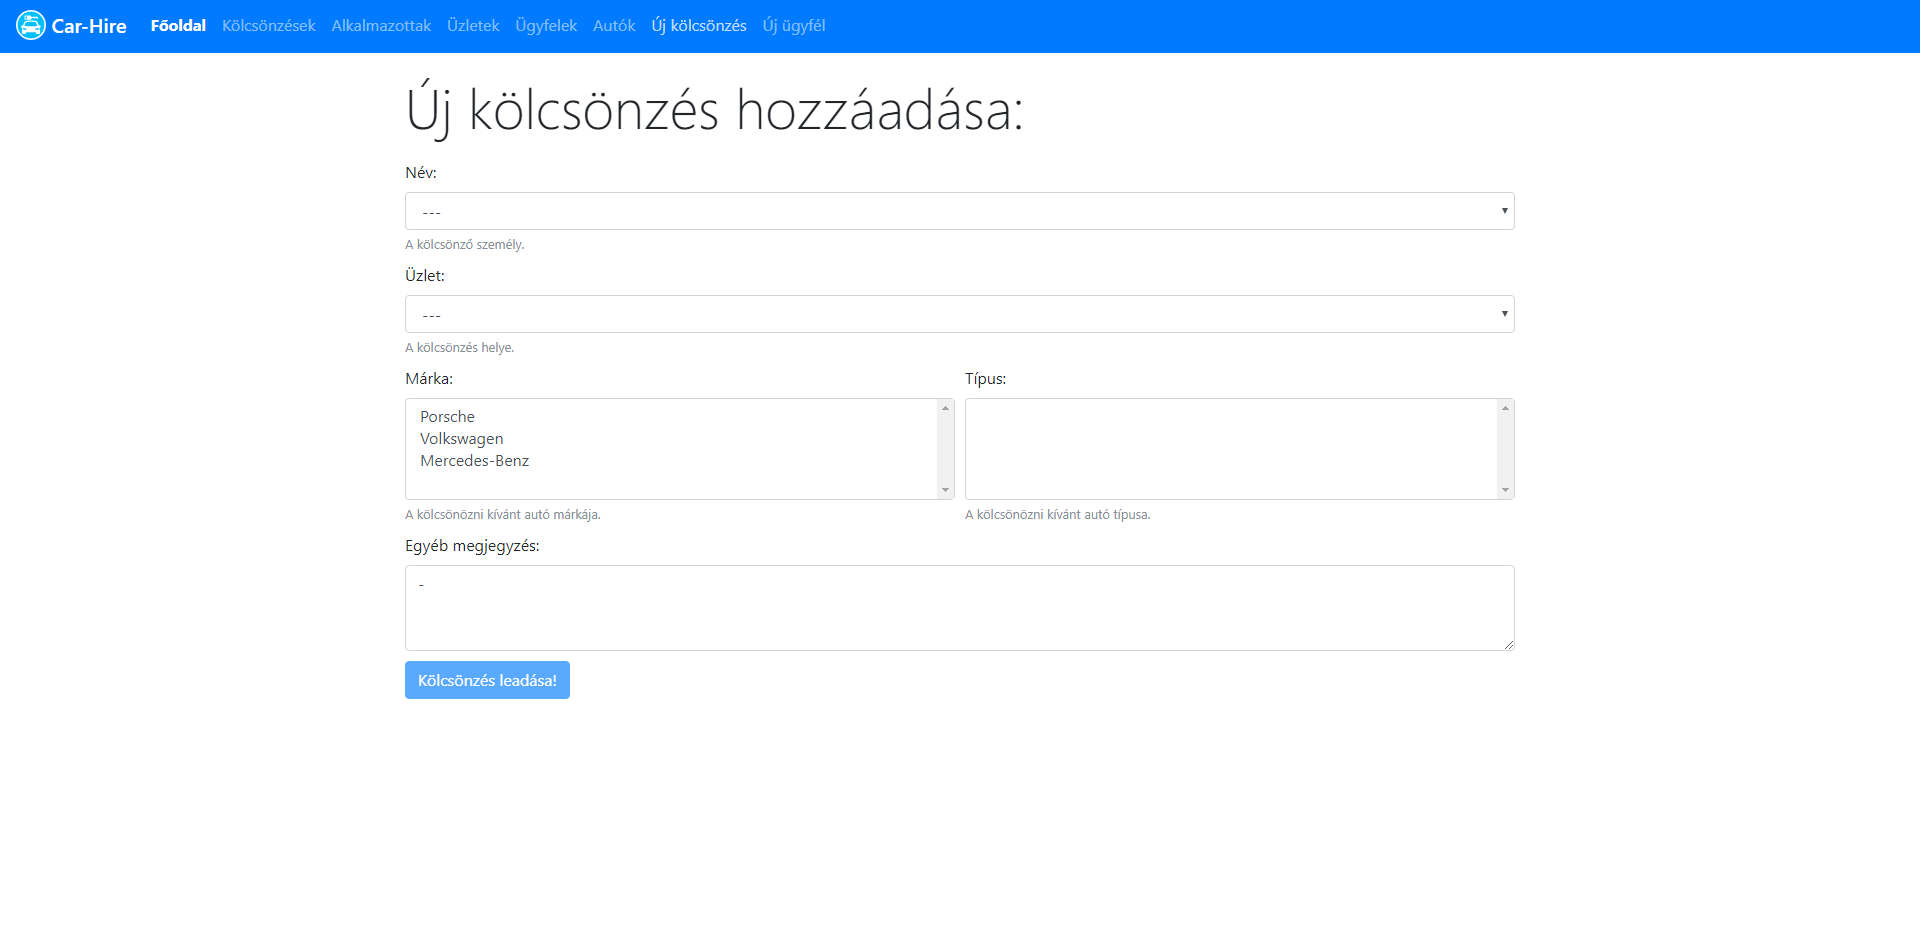 Car-Hire Főoldal Kölcsönzések Alkalmazottak Üzletek Ügyfelek Autók Új kölcsönzés Új ügyfél
Új kölcsönzés hozzáadása:
Név:
---
A kölcsönző személy.
Üzlet:
---
A kölcsönzés helye.
Márka:
Porsche
Volkswagen
Mercedes-Benz
A kölcsönözni kívánt autó márkája.
Típus:
A kölcsönözni kívánt autó típusa.
Egyéb megjegyzés:
-
Kölcsönzés leadása!